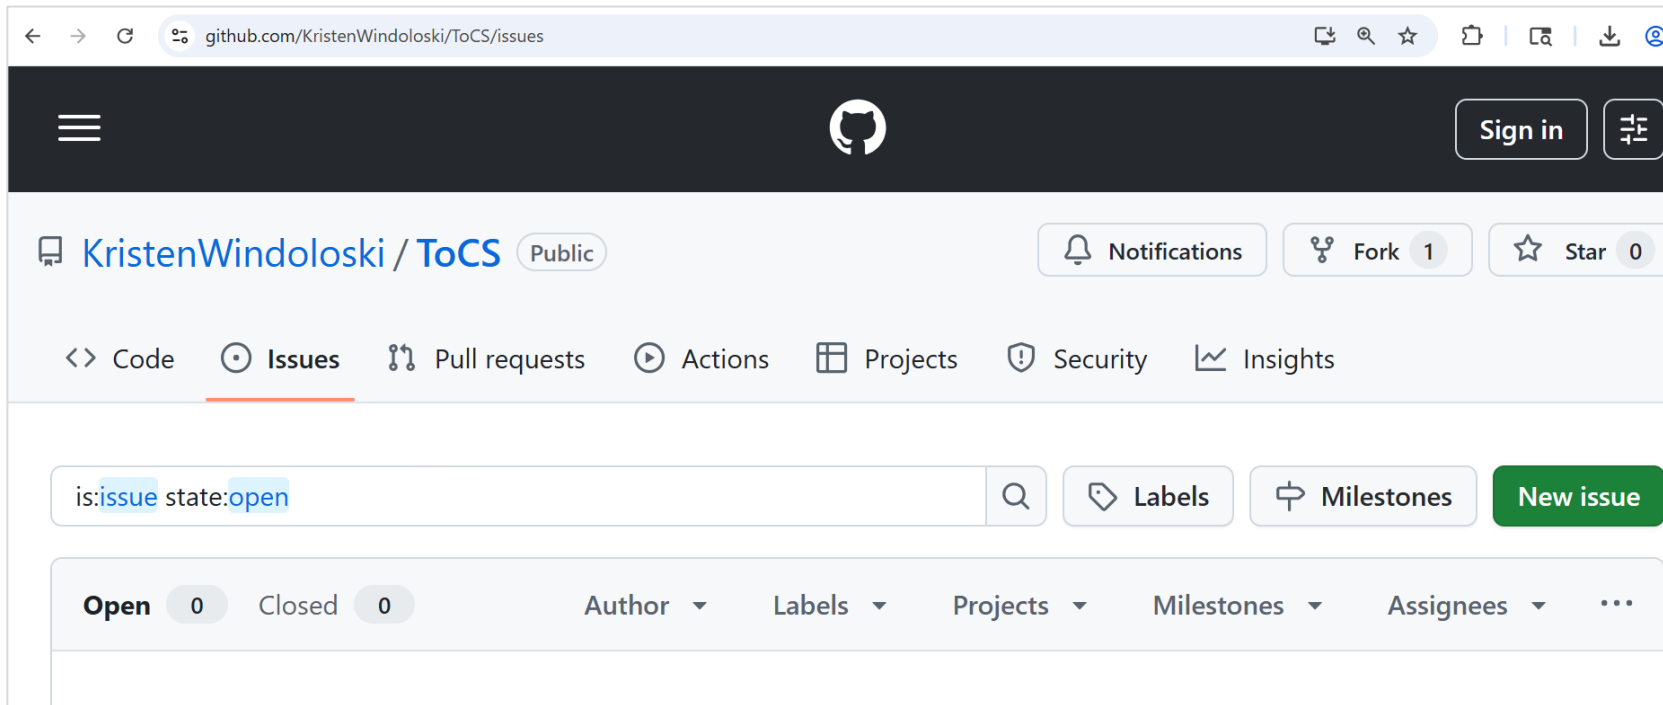 github.com/KristenWindoloski/ToCS/issues
Sign in
KristenWindoloski / ToCS Public
Notifications Fork 1 Star 0
Code Issues Pull requests Actions Projects Security Insights
is:issue state:open Labels Milestones New issue
Open 0 Closed 0 Author Labels Projects Milestones Assignees ...